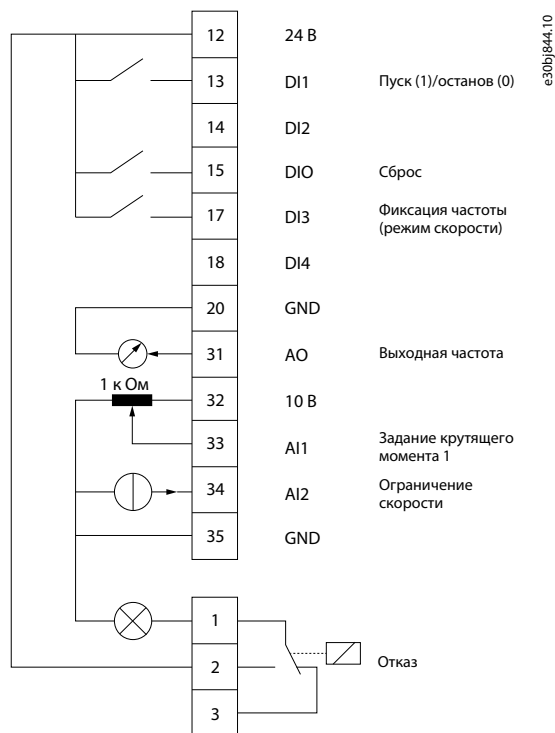 e30bj844.10
12 24 В
13 DI1 Пуск (1)/останов (0)
14 DI2
15 DIO Сброс
17 DI3 Фиксация частоты
(режим скорости)
18 DI4
20 GND
31 AO Выходная частота
1 к Ом
32 10 В
33 AI1 Задание крутящего
момента 1
34 AI2 Ограничение
скорости
35 GND
1
2 Отказ
3